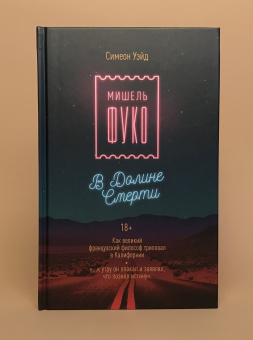 Симеон Уэйд
МИШЕЛЬ
ФУКО
В Долине
Смерти
18+
Как великий
французский философ триповал
в Калифорнии
•
«...к утру он плакал и заявлял,
что познал истину».